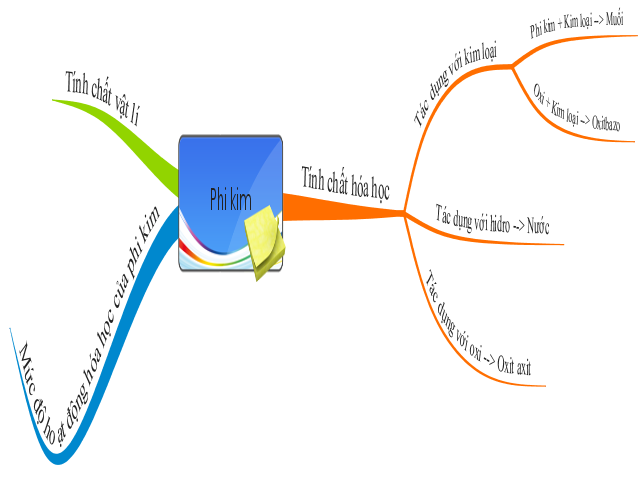 Phi kim
Tính chất vật lí
Mức độ hoạt động hóa học của phi kim
Tính chất hóa học
Tác dụng với kim loại
Phi kim + Kim loại --> Muối
Oxi + Kim loại --> Oxitbazo
Tác dụng với hidro --> Nước
Tác dụng với oxi --> Oxit axit